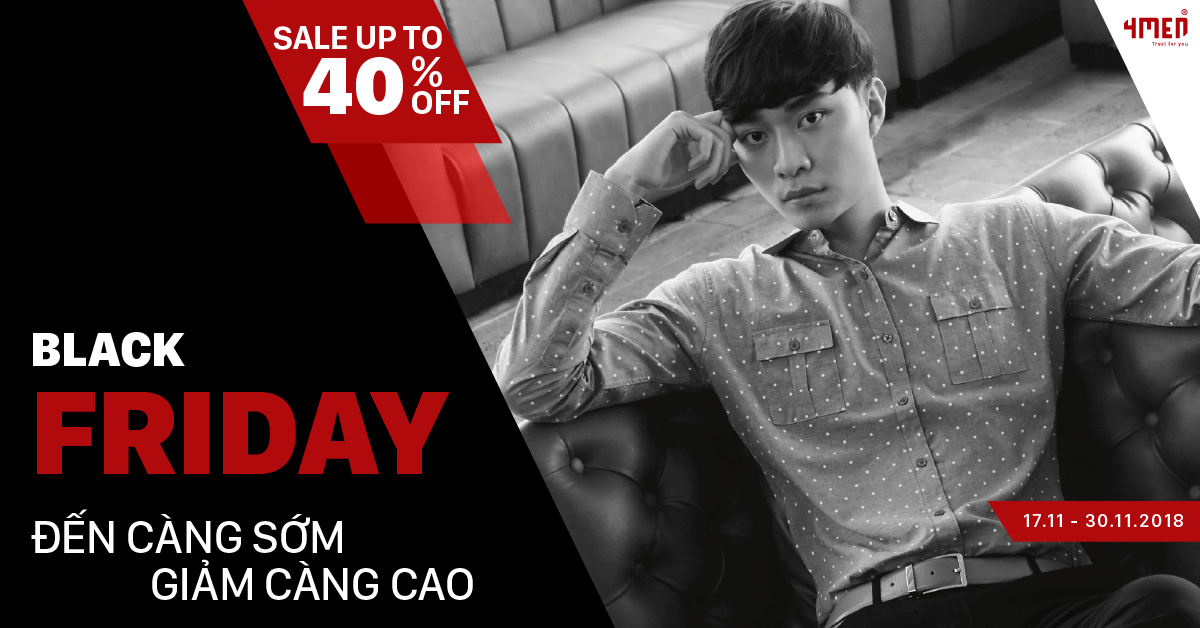 SALE UP TO
40% OFF
4MEN®
Trust for you
BLACK
FRIDAY
ĐẾN CÀNG SỚM
GIẢM CÀNG CAO
17.11 - 30.11.2018